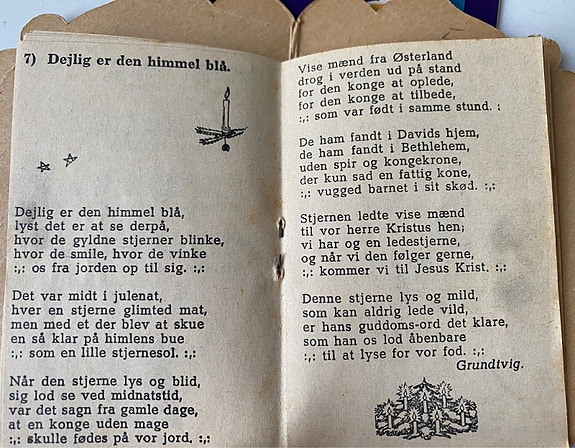 7) Dejlig er den himmel blå.
Dejlig er den himmel blå,
lyst det er at se derpå,
hvor de gyldne stjerner blinke,
hvor de smile, hvor de vinke
:,: os fra jorden op til sig. :,:
Det var midt i julenat,
hver en stjerne glimted mat,
men med et der blev at skue
en så klar på himlens bue
:,: som en lille stjernesol. :,:
Når den stjerne lys og blid,
sig lod se ved midnatstid,
var det sagn fra gamle dage,
at en konge uden mage
:,: skulle fødes på vor jord. :,:
Vise mænd fra Østerland
drog i verden ud på stand
for den konge at oplede,
for den konge at tilbede,
:,: som var født i samme stund. :
De ham fandt i Davids hjem,
de ham fandt i Bethlehem,
uden spir og kongekrone,
der kun sad en fattig kone,
:,: vugged barnet i sit skød. :,:
Stjernen ledte vise mænd
til vor herre Kristus hen;
vi har og en ledestjerne,
og når vi den følger gerne,
:,: kommer vi til Jesus Krist. :,:
Denne stjerne lys og mild,
som kan aldrig lede vild,
er hans guddoms-ord det klare,
som han os lod åbenbare
:,: til at lyse for vor fod. :,:
Grundtvig.